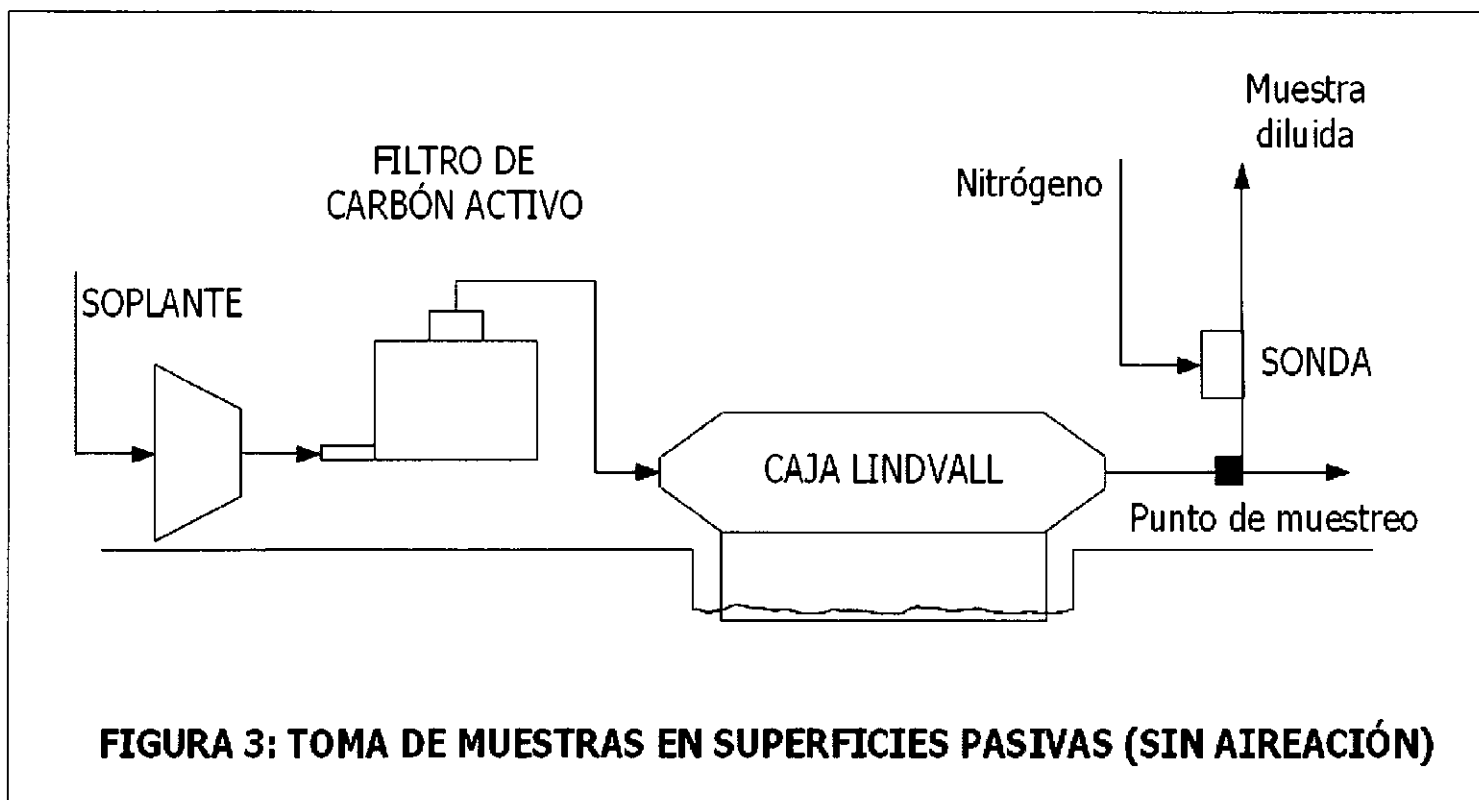 Muestra
diluida
FILTRO DE
CARBÓN ACTIVO
Nitrógeno
SOPLANTE
SONDA
CAJA LINDVALL
Punto de muestreo
FIGURA 3: TOMA DE MUESTRAS EN SUPERFICIES PASIVAS (SIN AIREACIÓN)